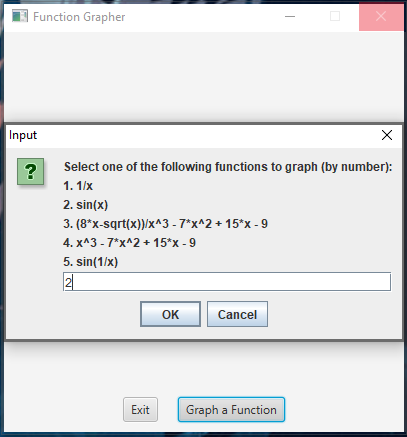 Function Grapher
Input
Select one of the following functions to graph (by number):
1. 1/x
2. sin(x)
3. (8*x-sqrt(x))/x^3 - 7*x^2 + 15*x - 9
4. x^3 - 7*x^2 + 15*x - 9
5. sin(1/x)
2
OK Cancel
Exit Graph a Function